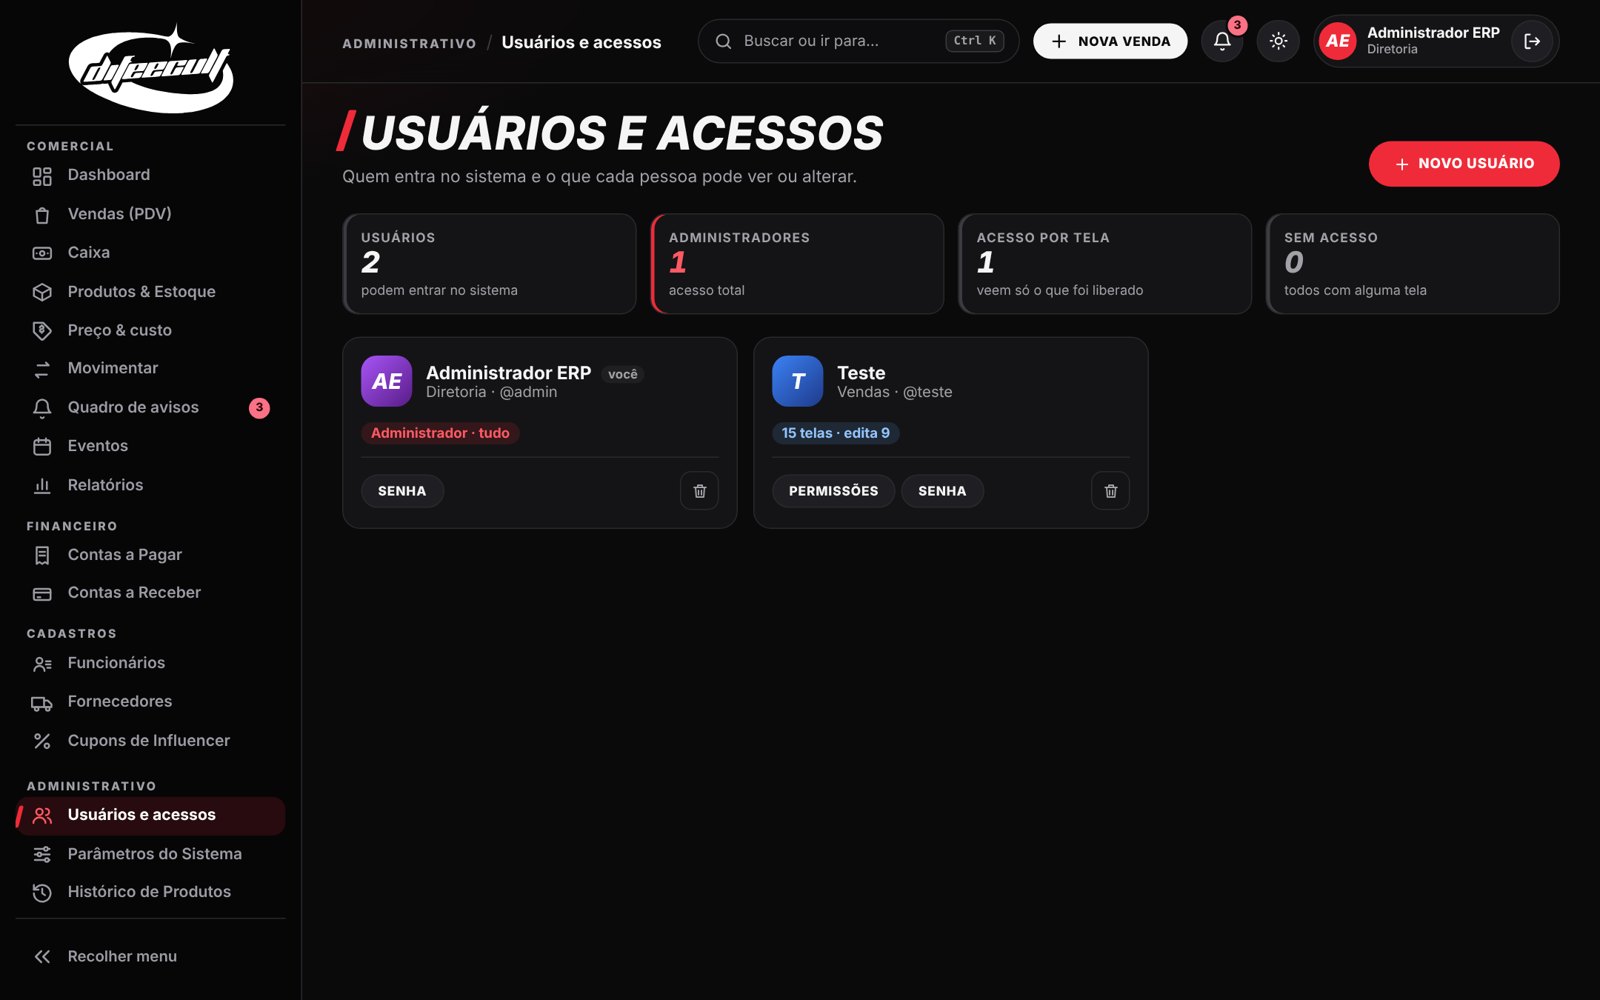 difeecult
COMERCIAL
Dashboard
Vendas (PDV)
Caixa
Produtos & Estoque
Preço & custo
Movimentar
Quadro de avisos 3
Eventos
Relatórios
FINANCEIRO
Contas a Pagar
Contas a Receber
CADASTROS
Funcionários
Fornecedores
Cupons de Influencer
ADMINISTRATIVO
Usuários e acessos
Parâmetros do Sistema
Histórico de Produtos
Recolher menu
ADMINISTRATIVO / Usuários e acessos
Buscar ou ir para... Ctrl K
+ NOVA VENDA
3
AE
Administrador ERP
Diretoria
/USUÁRIOS E ACESSOS
Quem entra no sistema e o que cada pessoa pode ver ou alterar.
+ NOVO USUÁRIO
USUÁRIOS
2
podem entrar no sistema
ADMINISTRADORES
1
acesso total
ACESSO POR TELA
1
veem só o que foi liberado
SEM ACESSO
0
todos com alguma tela
AE
Administrador ERP você
Diretoria · @admin
Administrador · tudo
SENHA
T
Teste
Vendas · @teste
15 telas · edita 9
PERMISSÕES SENHA